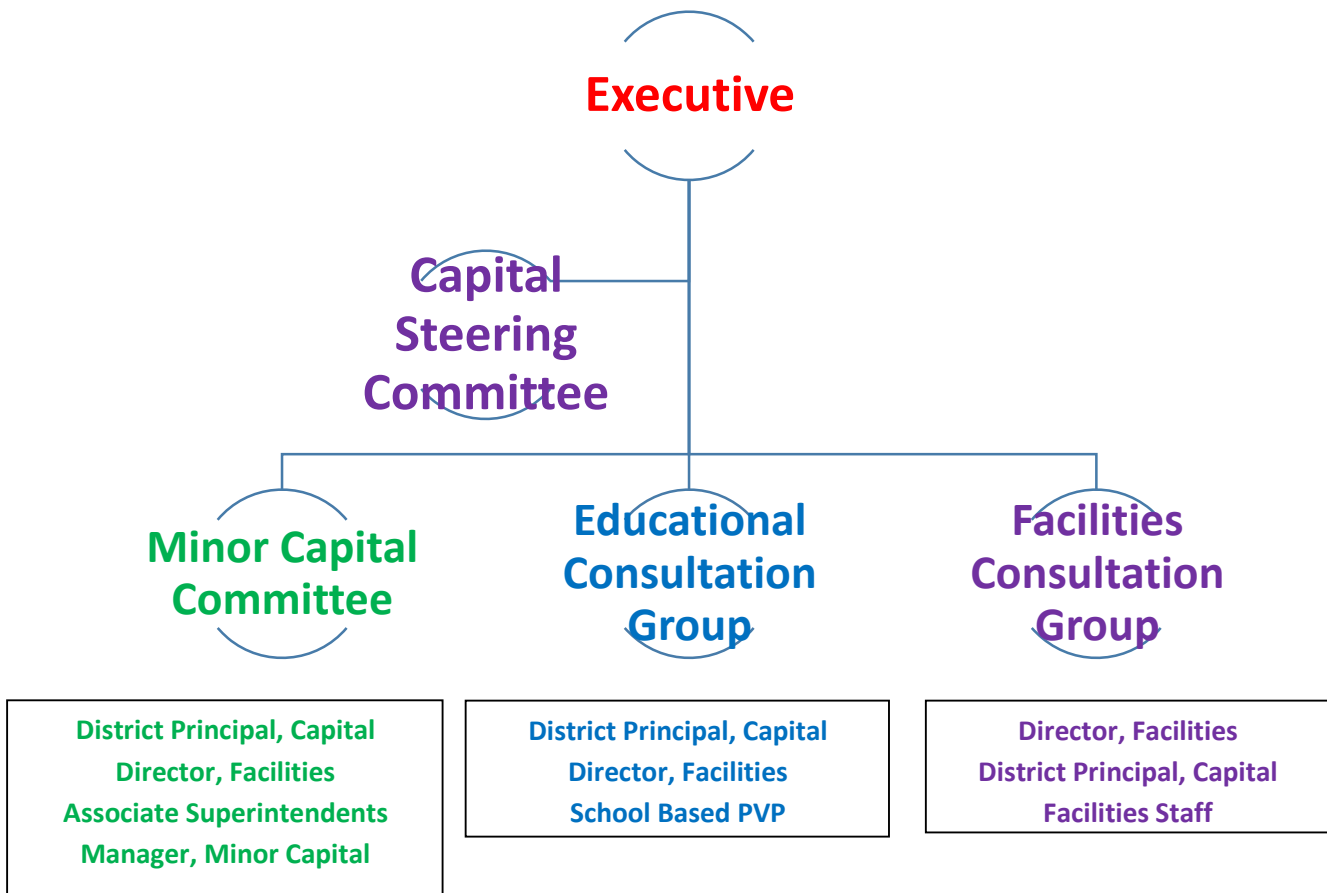 Executive
Capital
Steering
Committee
Minor Capital
Committee
Educational
Consultation
Group
Facilities
Consultation
Group
District Principal, Capital
Director, Facilities
Associate Superintendents
Manager, Minor Capital
District Principal, Capital
Director, Facilities
School Based PVP
Director, Facilities
District Principal, Capital
Facilities Staff